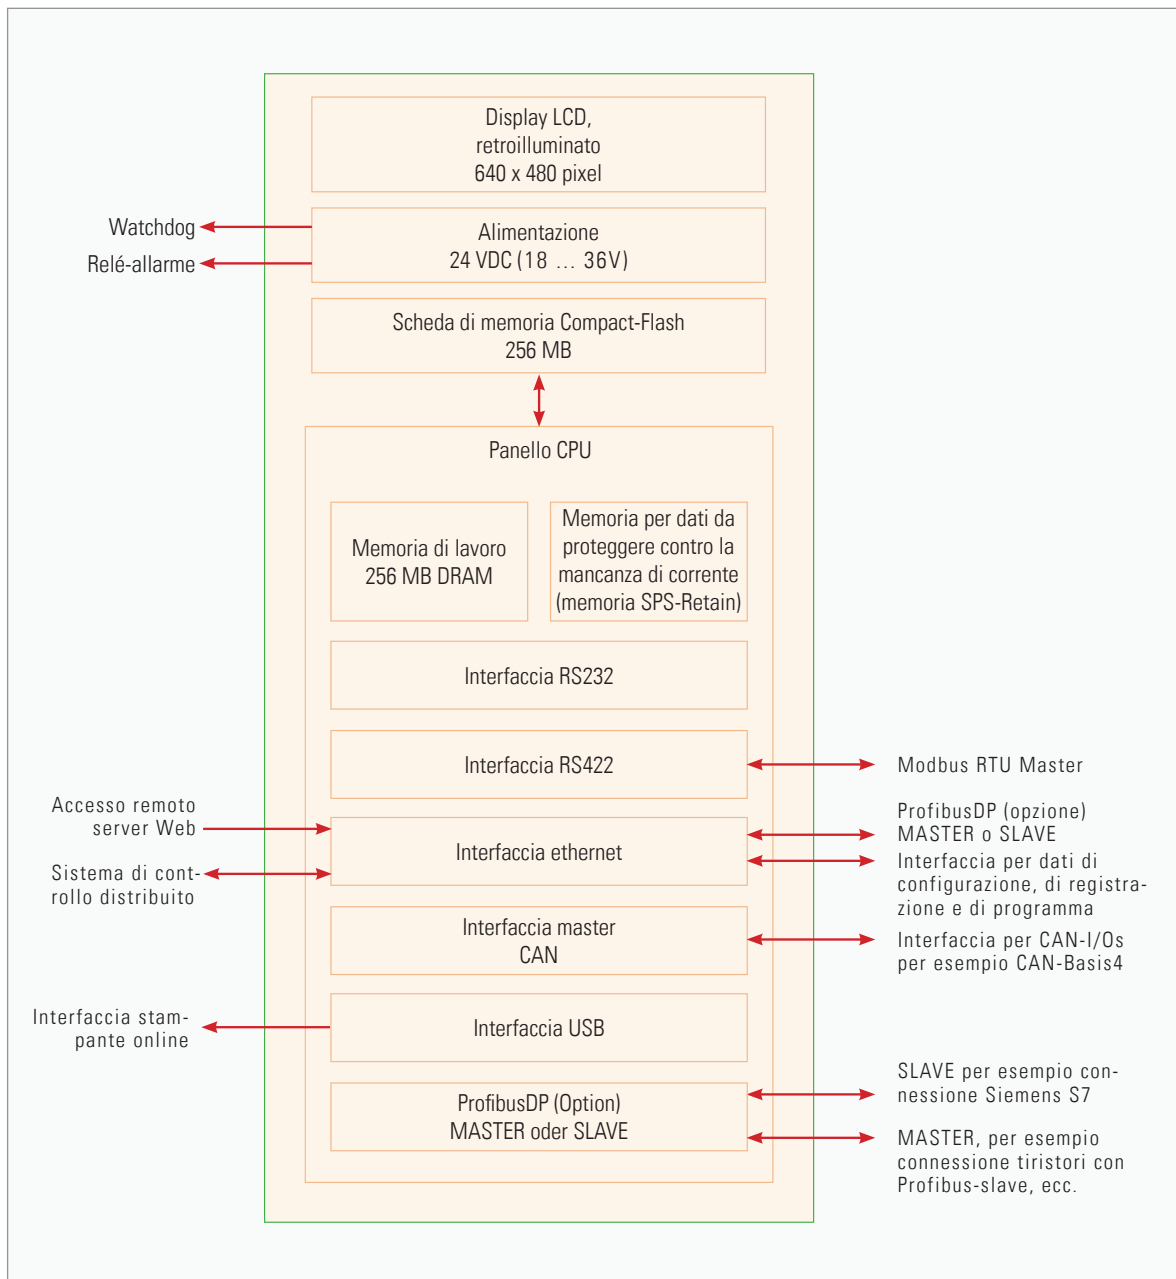 Display LCD,
retroilluminato
640 x 480 pixel
Watchdog
Relé-allarme
Alimentazione
24 VDC (18 ... 36V)
Scheda di memoria Compact-Flash
256 MB
Panello CPU
Memoria di lavoro
256 MB DRAM
Memoria per dati da
proteggere contro la
mancanza di corrente
(memoria SPS-Retain)
Interfaccia RS232
Interfaccia RS422
Modbus RTU Master
Accesso remoto
server Web
Sistema di con-
trollo distribuito
Interfaccia ethernet
ProfibusDP (opzione)
MASTER o SLAVE
Interfaccia per dati di
configurazione, di registra-
zione e di programma
Interfaccia master
CAN
Interfaccia per CAN-I/Os
per esempio CAN-Basis4
Interfaccia stam-
pante online
Interfaccia USB
ProfibusDP (Option)
MASTER oder SLAVE
SLAVE per esempio con-
nessione Siemens S7
MASTER, per esempio
connessione tiristori con
Profibus-slave, ecc.